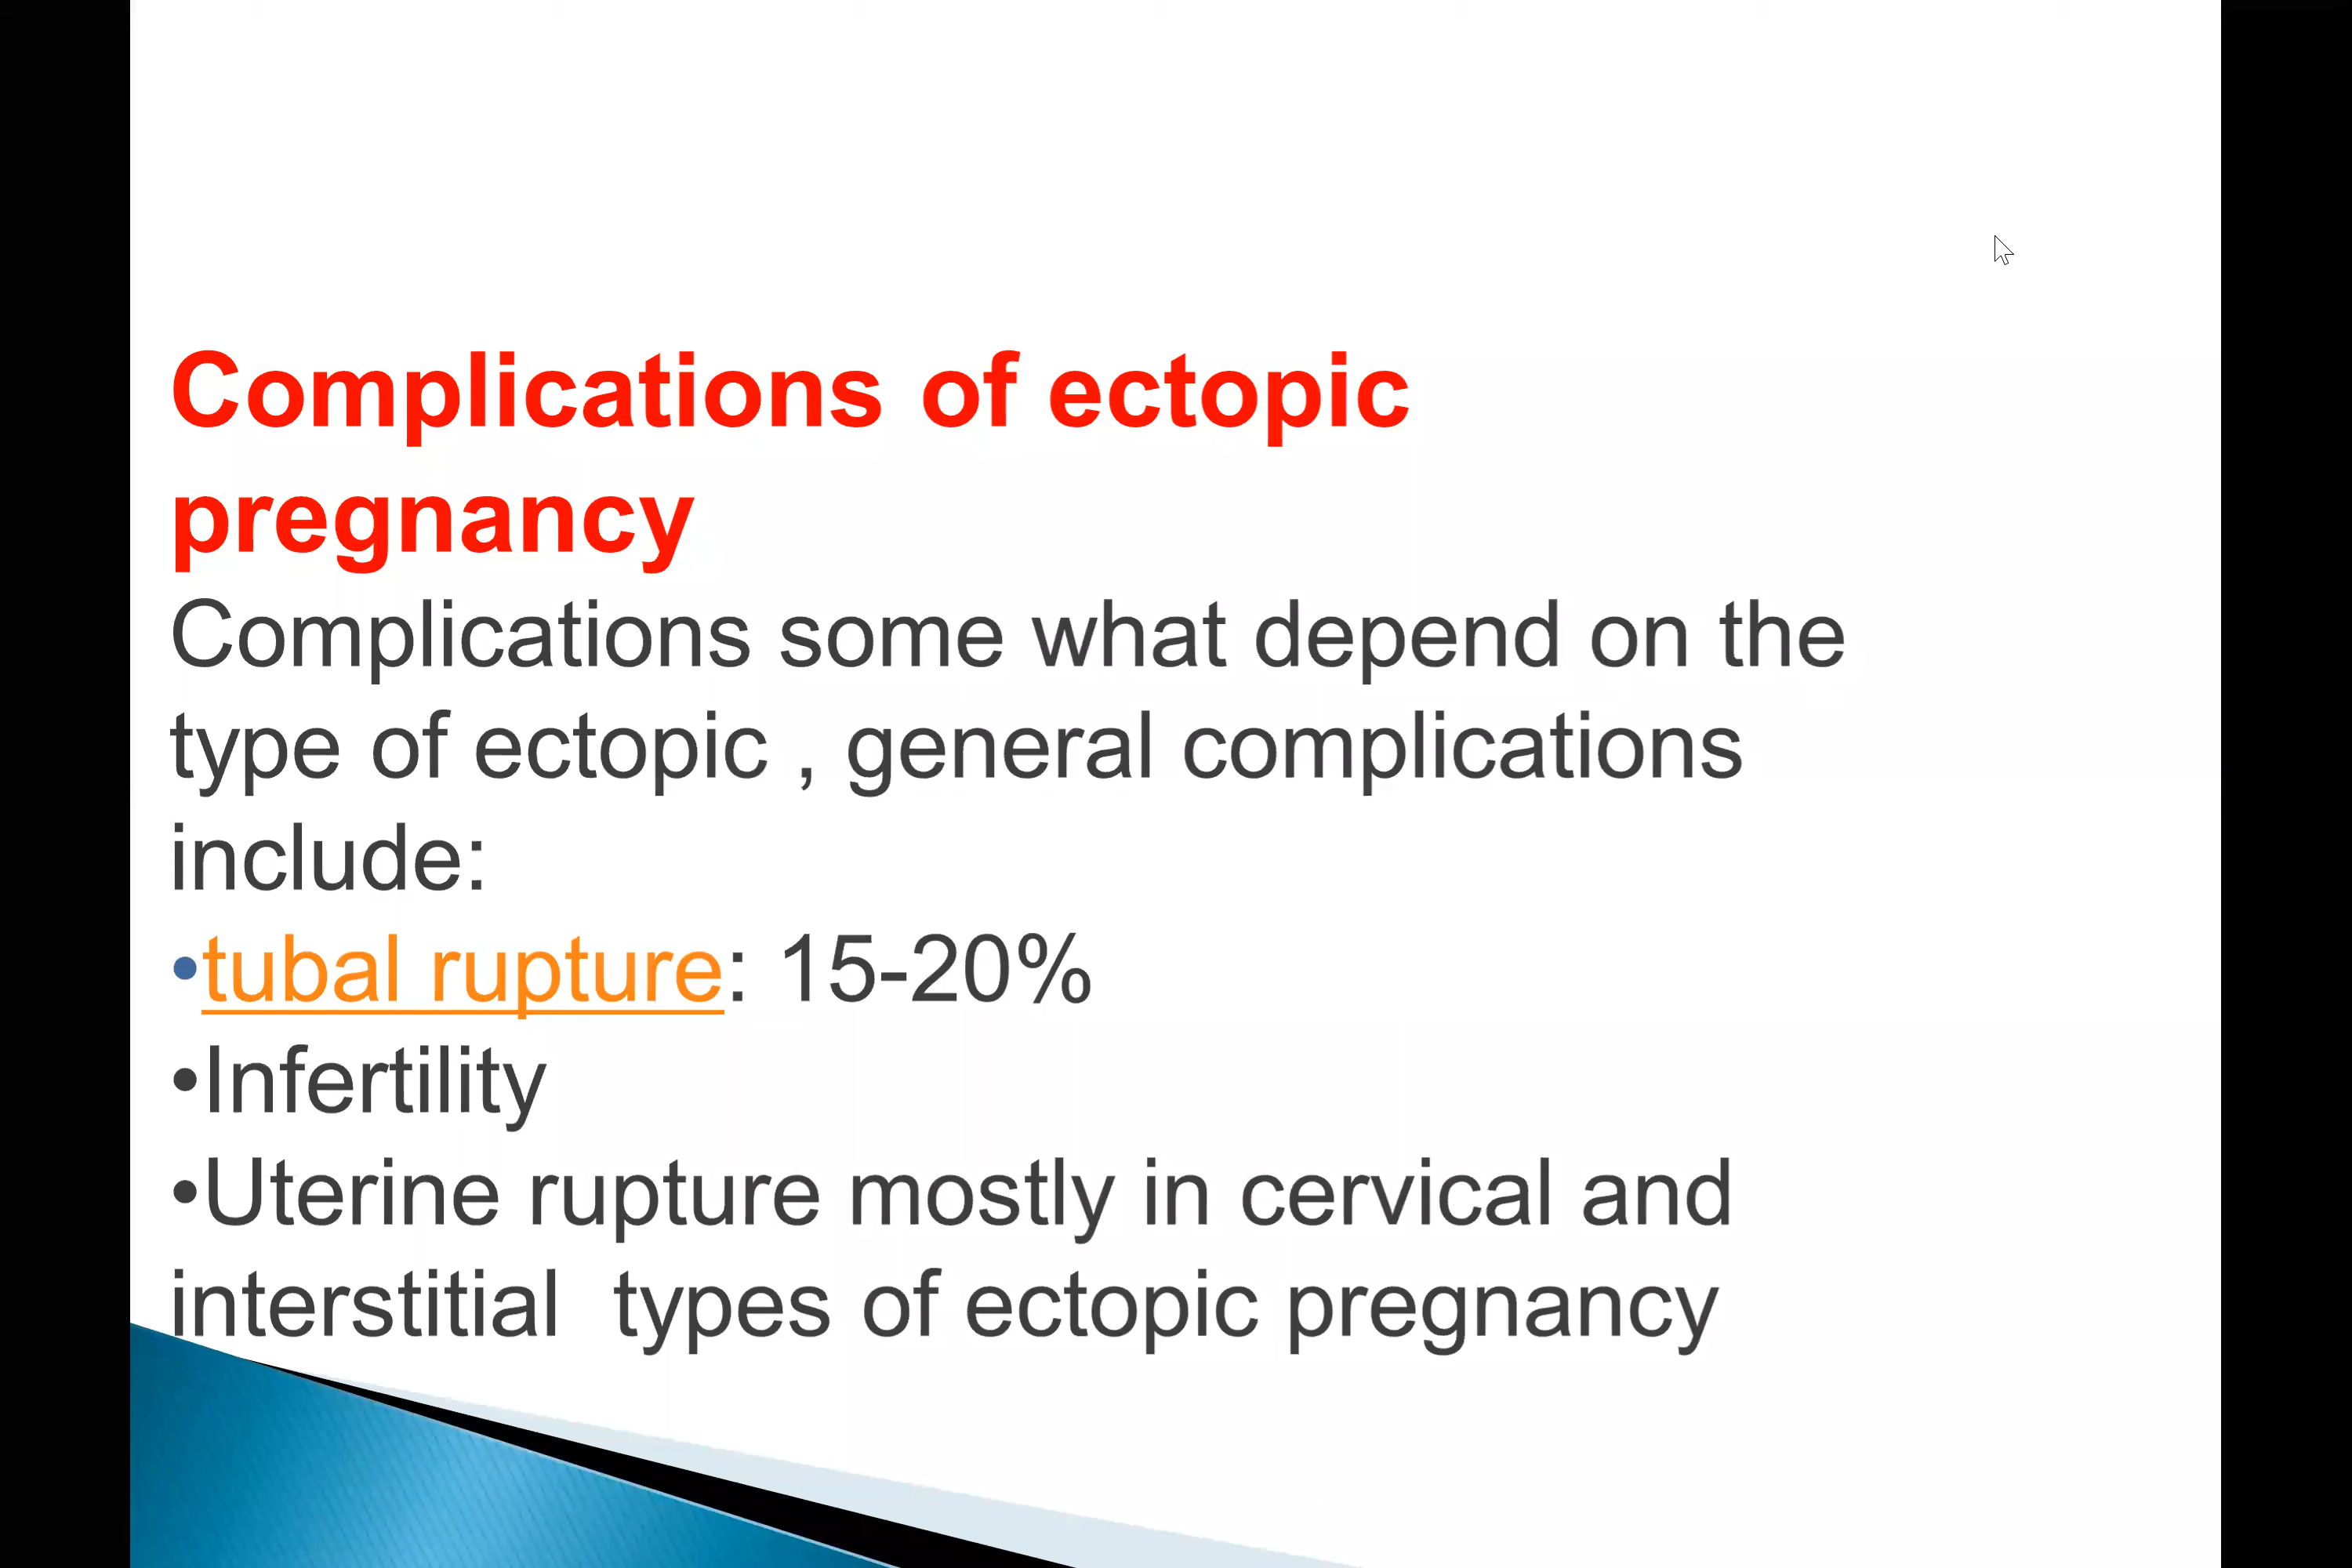 Complications of ectopic
pregnancy
Complications some what depend on the
type of ectopic , general complications
include:
•tubal rupture: 15-20%
•Infertility
•Uterine rupture mostly in cervical and
interstitial  types of ectopic pregnancy